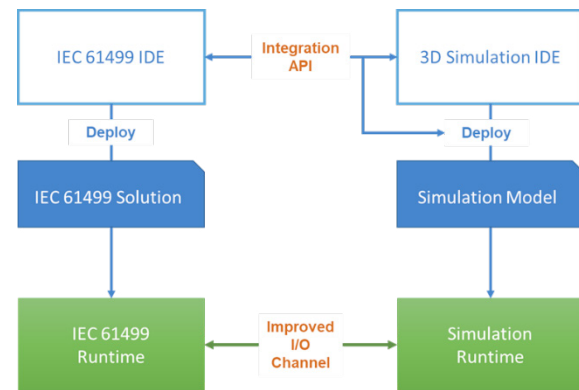 IEC 61499 IDE
Integration
API
3D Simulation IDE
Deploy
Deploy
IEC 61499 Solution
Simulation Model
IEC 61499
Runtime
Improved
I/O
Channel
Simulation
Runtime